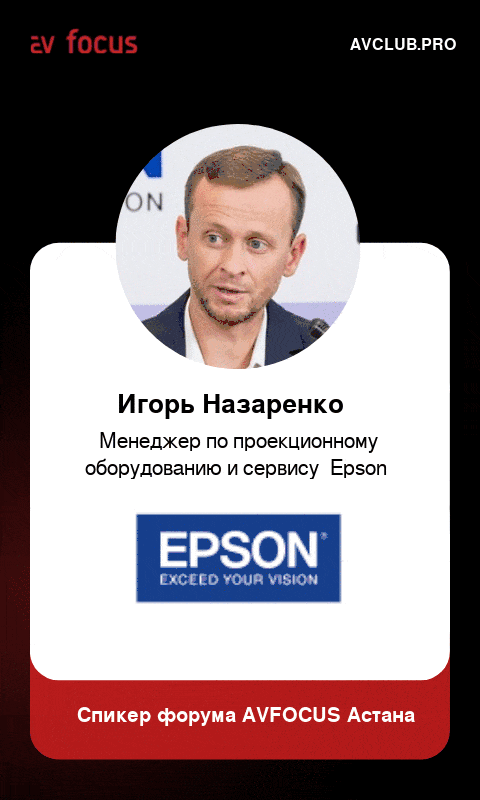 av focus
AVCLUB.PRO
ON
Игорь Назаренко
Менеджер по проекционному
оборудованию и сервису Epson
EPSON®
EXCEED YOUR VISION
Спикер форума AVFOCUS Астана